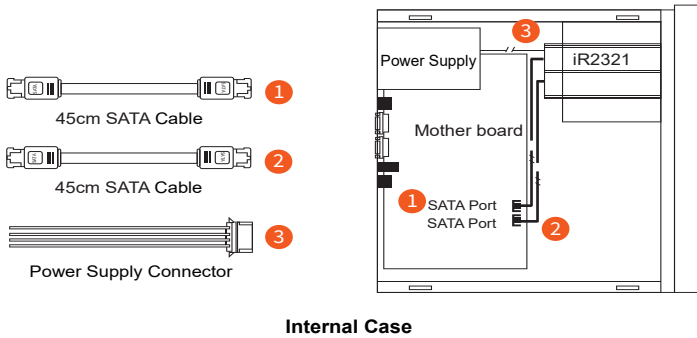 1
45cm SATA Cable
2
45cm SATA Cable
3
Power Supply Connector
3
Power Supply
iR2321
Mother board
1
SATA Port
SATA Port
2
Internal Case